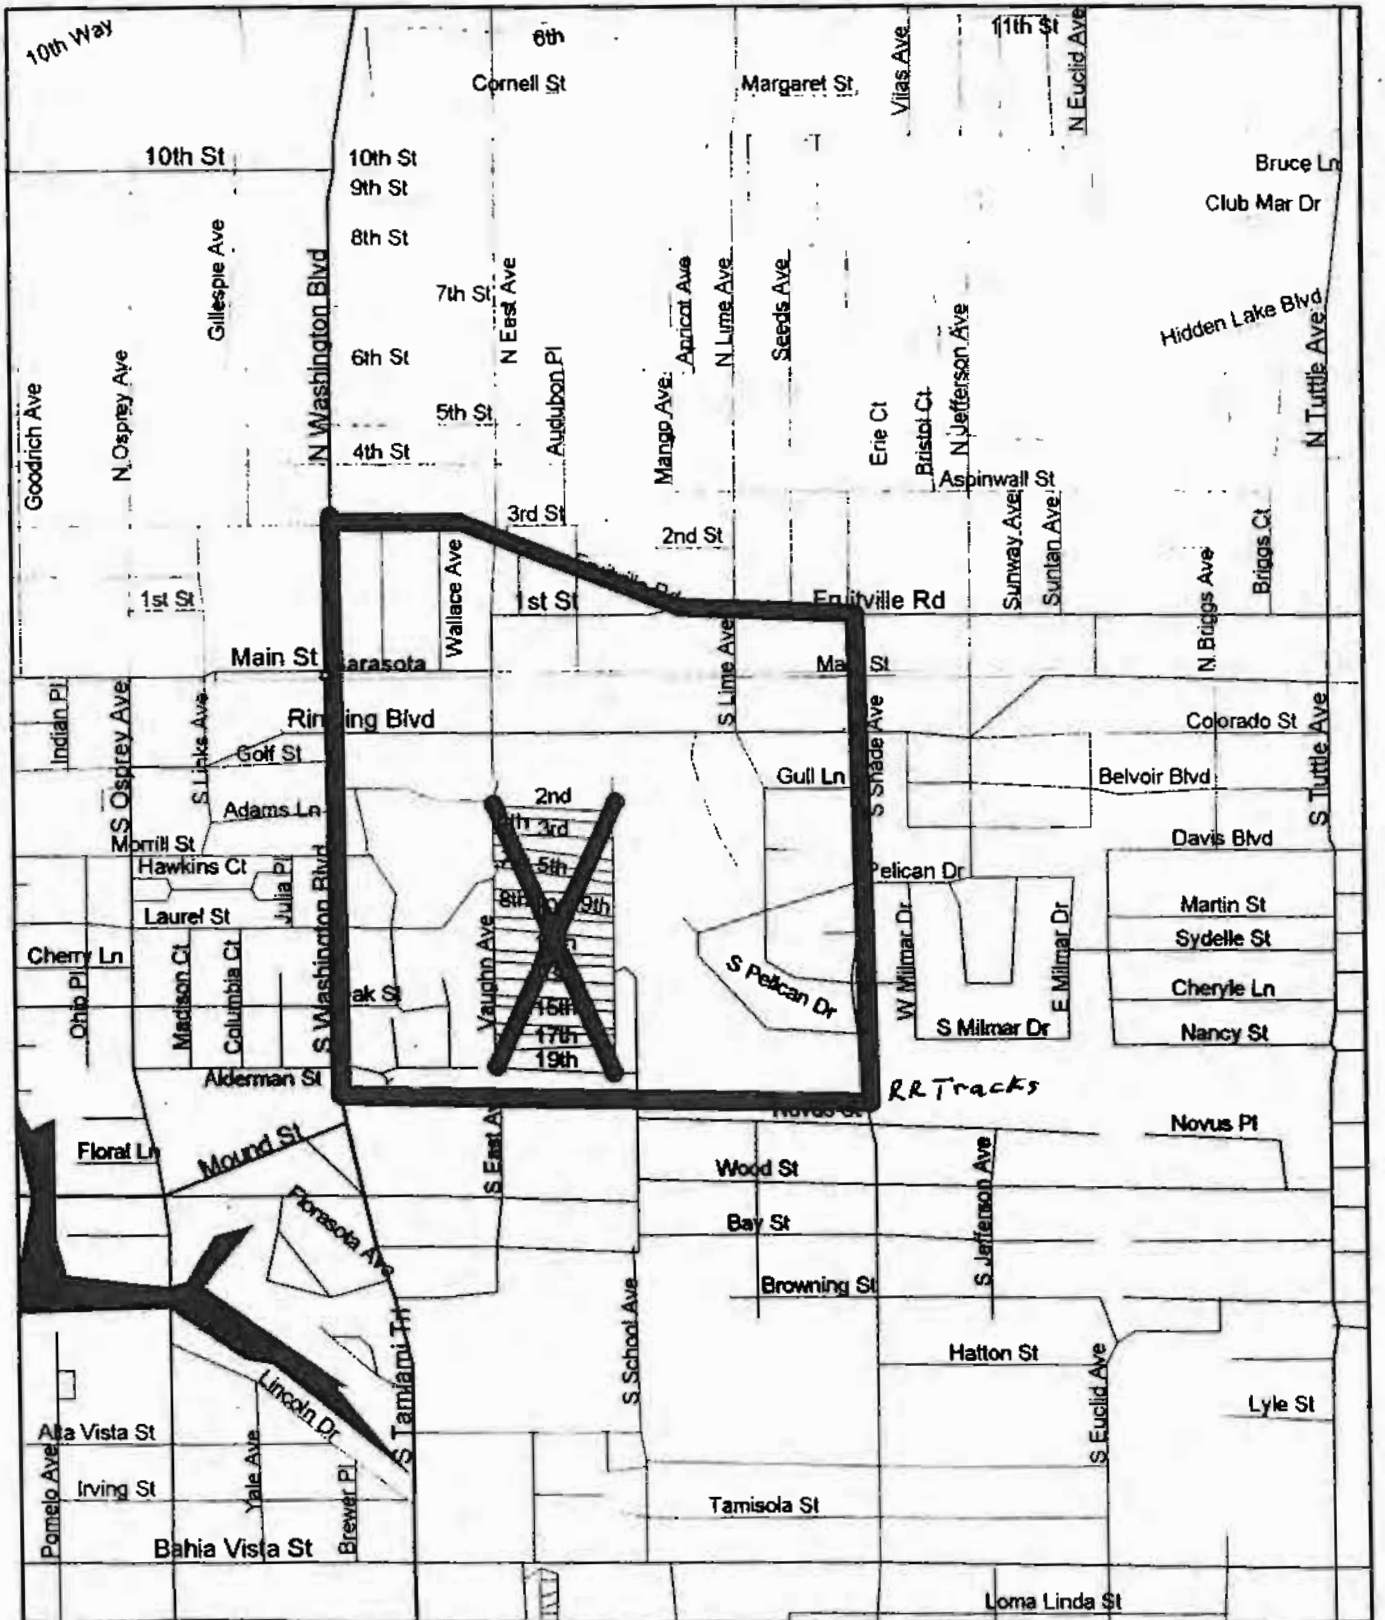 10th Way
6th
11th St
Cornell St
Margaret St
Vilas Ave
N Euclid Ave
10th St
10th St
Bruce Ln
9th St
Club Mar Dr
8th St
Gillespie Ave
N Washington Blvd
7th St
N East Ave
Apricot Ave
N Lime Ave
Seeds Ave
Hidden Lake Blvd
6th St
N Jefferson Ave
N Tuttle Ave
Goodrich Ave
N Osprey Ave
5th St
Audubon Pl
Mango Ave
Erie Ct
Bristol Ct
4th St
Aspinwall St
3rd St
2nd St
Sunway Ave
Suntan Ave
Briggs Ct
Wallace Ave
1st St
1st St
Fruitville Rd
N Briggs Ave
Main St
S Lime Ave
Indian Pl
S Osprey Ave
S Links Ave
Golf St
S Shade Ave
Colorado St
S Tuttle Ave
Gull Ln
Belvoir Blvd
Adams Ln
2nd
3rd
Morrill St
Davis Blvd
Hawkins Ct
5th
Pelican Dr
Julia Pl
8th
9th
Martin St
Laurel St
Sydelle St
Cherry Ln
Ohio Pl
Madison Ct
Columbia Ct
S Washington Blvd
Vaughn Ave
S Pelican Dr
W Milmar Dr
E Milmar Dr
Cheryle Ln
15th
S Milmar Dr
Nancy St
17th
19th
Alderman St
RR Tracks
Novus Pl
Floral Ln
Mound St
S East Av
Wood St
S Jefferson Ave
Florasota Ave
Bay St
Browning St
S Tamiami Trl
S School Ave
Hatton St
S Euclid Ave
Lincoln Dr
Lyle St
Alta Vista St
Pomelo Ave
Yale Ave
Brewer Pl
Irving St
Tamisola St
Bahia Vista St
Loma Linda St